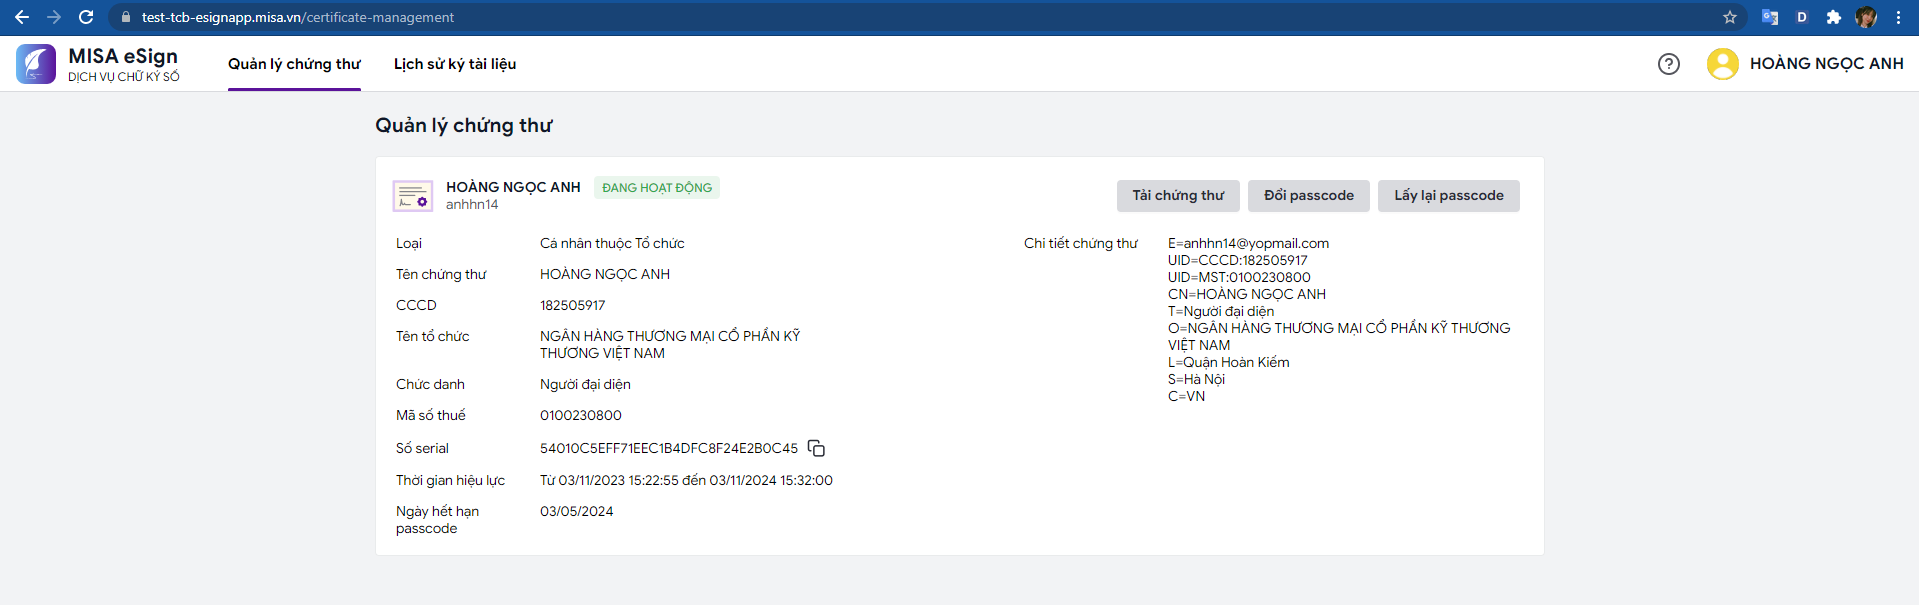 test-tcb-esignapp.misa.vn/certificate-management
D
MISA eSign
DỊCH VỤ CHỮ KÝ SỐ
Quản lý chứng thư
Lịch sử ký tài liệu
?
HOÀNG NGỌC ANH
Quản lý chứng thư
HOÀNG NGỌC ANH
ĐANG HOẠT ĐỘNG
anhhn14
Tải chứng thư
Đổi passcode
Lấy lại passcode
Loại
Cá nhân thuộc Tổ chức
Tên chứng thư
HOÀNG NGỌC ANH
CCCD
182505917
Tên tổ chức
NGÂN HÀNG THƯƠNG MẠI CỔ PHẦN KỸ
THƯƠNG VIỆT NAM
Chức danh
Người đại diện
Mã số thuế
0100230800
Số serial
54010C5EFF71EEC1B4DFC8F24E2B0C45
Thời gian hiệu lực
Từ 03/11/2023 15:22:55 đến 03/11/2024 15:32:00
Ngày hết hạn
passcode
03/05/2024
Chi tiết chứng thư
E=anhhn14@yopmail.com
UID=CCCD:182505917
UID=MST:0100230800
CN=HOÀNG NGỌC ANH
T=Người đại diện
O=NGÂN HÀNG THƯƠNG MẠI CỔ PHẦN KỸ THƯƠNG
VIỆT NAM
L=Quận Hoàn Kiếm
S=Hà Nội
C=VN